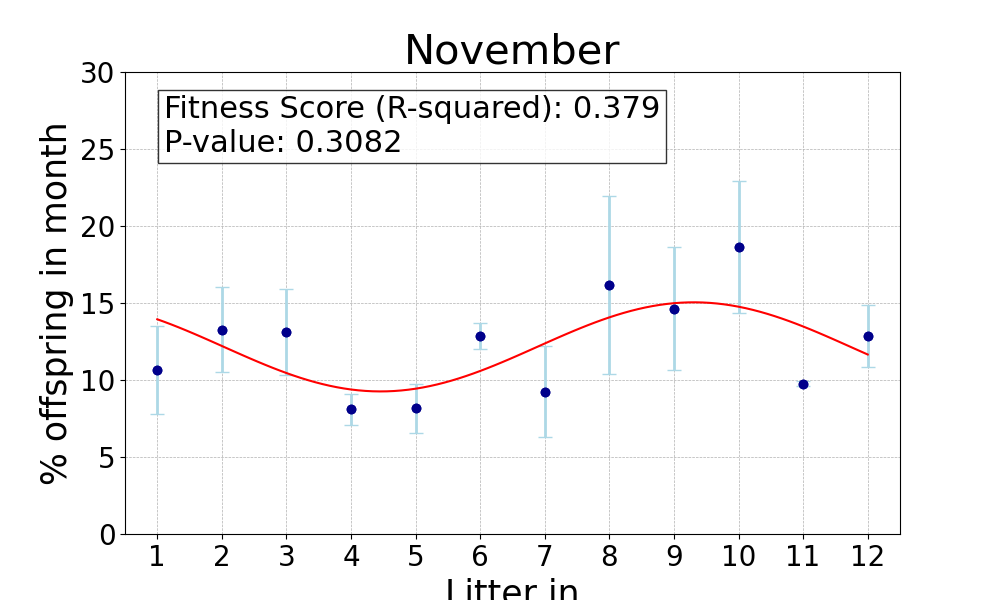 November
Fitness Score (R-squared): 0.379
P-value: 0.3082
% offspring in month
30
25
20
15
10
5
0
1 2 3 4 5 6 7 8 9 10 11 12
Litter in